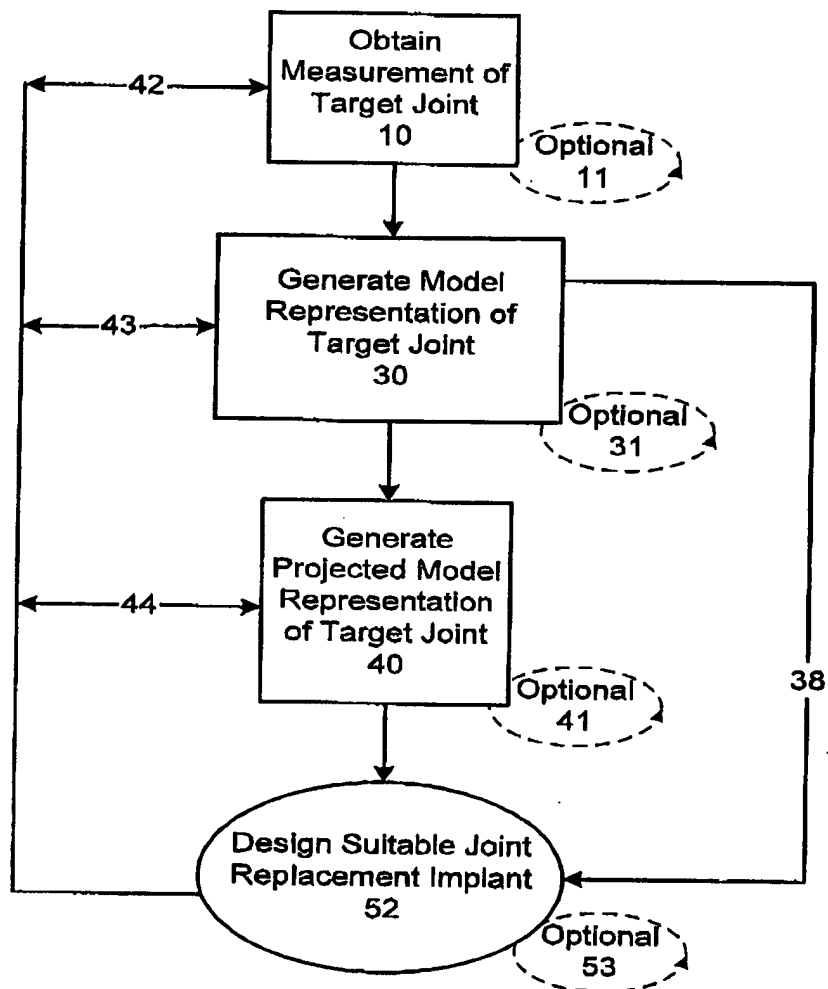 Obtain
Measurement of
Target Joint
10
42
Optional
11
Generate Model
Representation of
Target Joint
30
43
Optional
31
Generate
Projected Model
Representation
of Target Joint
40
44
38
Optional
41
Design Suitable Joint
Replacement Implant
52
Optional
53